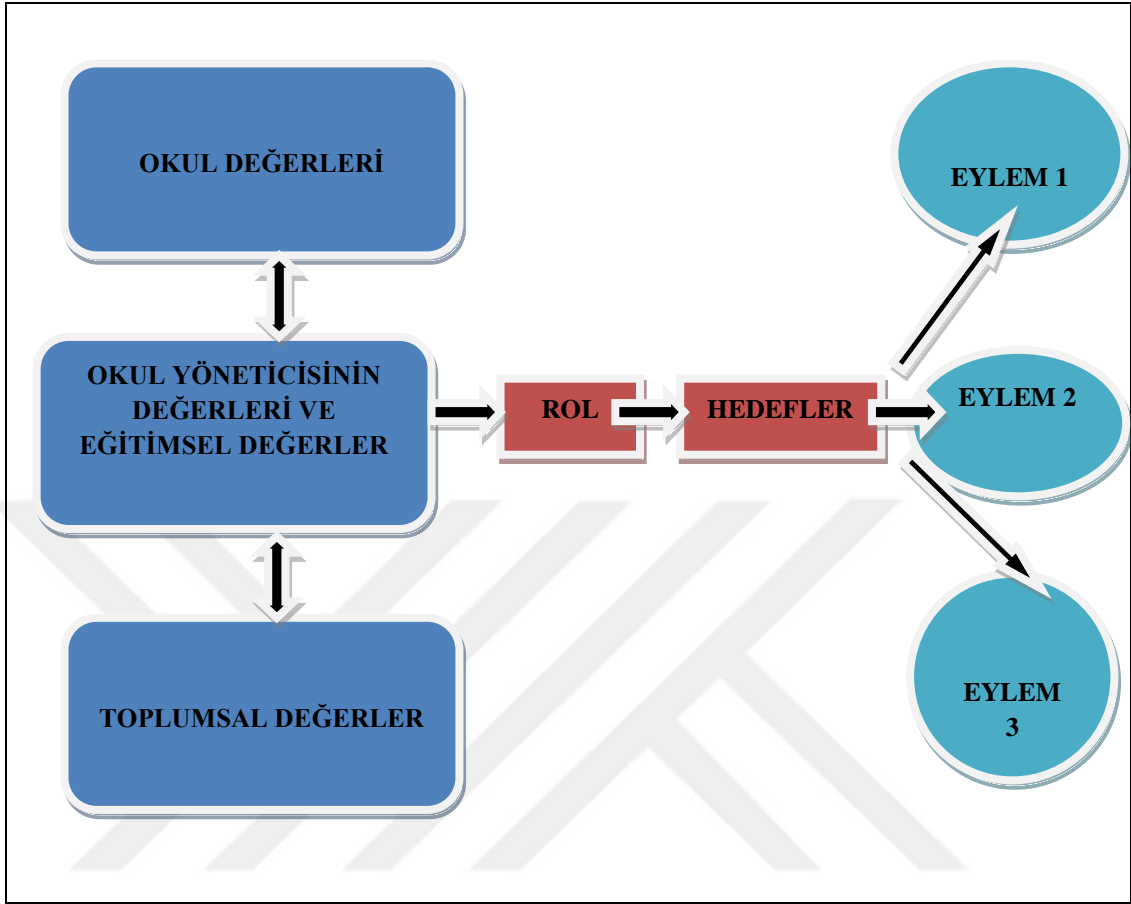 OKUL DEĞERLERİ
OKUL YÖNETİCİSİNİN
DEĞERLERİ VE
EĞİTİMSEL DEĞERLER
TOPLUMSAL DEĞERLER
ROL
HEDEFLER
EYLEM 1
EYLEM 2
EYLEM
3